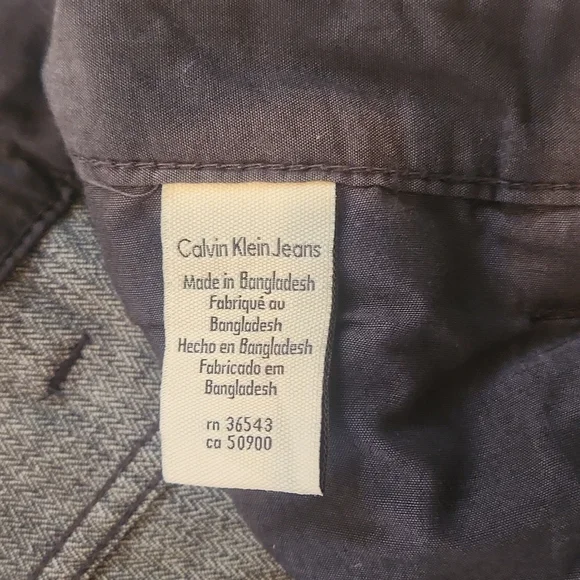 Calvin Klein Jeans
Made in Bangladesh
Fabriqué au
Bangladesh
Hecho en Bangladesh
Fabricado em
Bangladesh
rn 36543
ca 50900